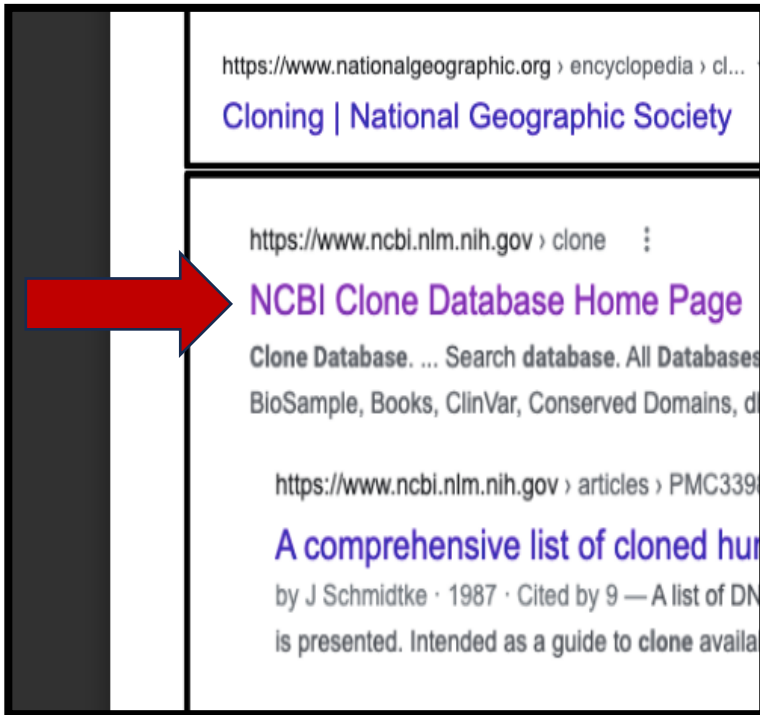 https://www.nationalgeographic.org › encyclopedia › cl...
Cloning | National Geographic Society
https://www.ncbi.nlm.nih.gov › clone
NCBI Clone Database Home Page
Clone Database. ... Search database. All Databases
BioSample, Books, ClinVar, Conserved Domains,
https://www.ncbi.nlm.nih.gov › articles › PMC339
A comprehensive list of cloned
by J Schmidtke · 1987 · Cited by 9 — A list of
is presented. Intended as a guide to clone